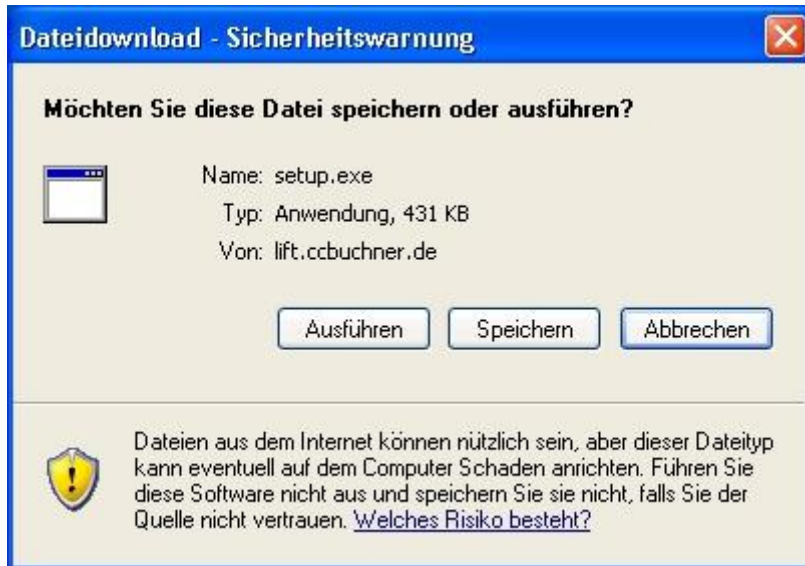 Dateidownload - Sicherheitswarnung
Möchten Sie diese Datei speichern oder ausführen?
Name: setup.exe
Typ: Anwendung, 431 KB
Von: lift.ccbuchner.de
Ausführen Speichern Abbrechen
Dateien aus dem Internet können nützlich sein, aber dieser Dateityp
kann eventuell auf dem Computer Schaden anrichten. Führen Sie
diese Software nicht aus und speichern Sie sie nicht, falls Sie der
Quelle nicht vertrauen. Welches Risiko besteht?